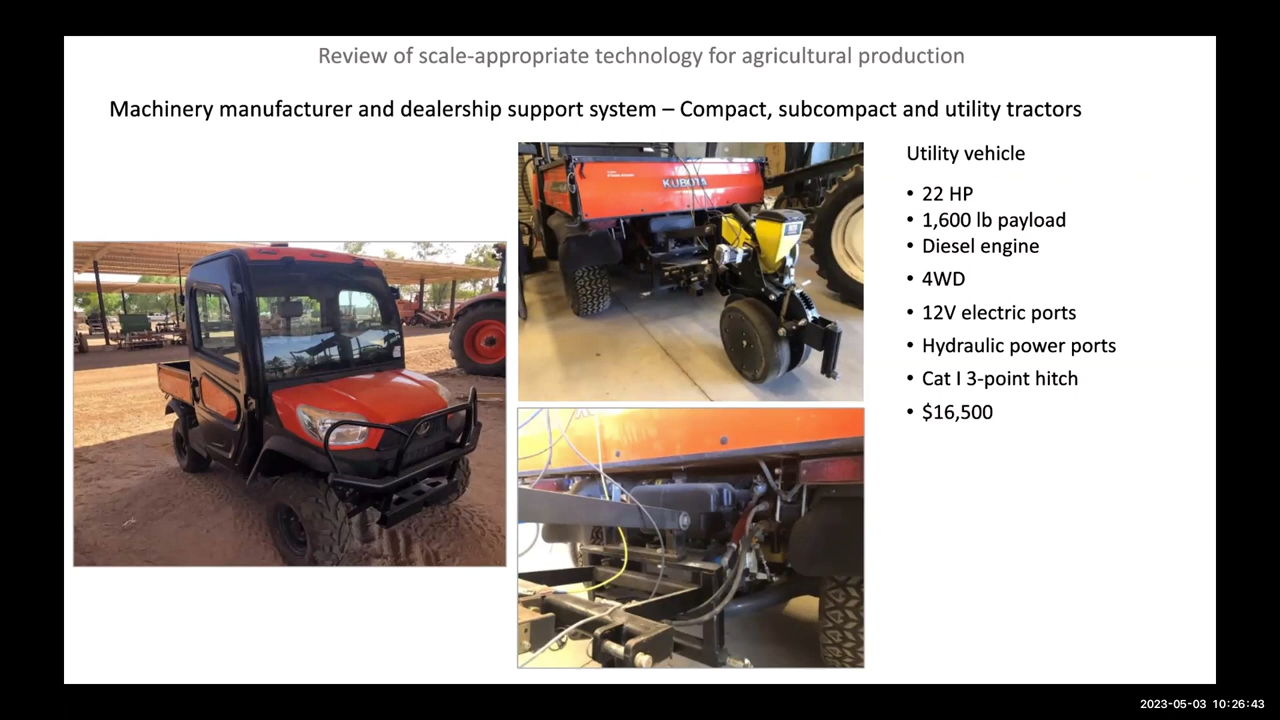 Review of scale-appropriate technology for agricultural production
Machinery manufacturer and dealership support system – Compact, subcompact and utility tractors
KUBOTA
Utility vehicle
• 22 HP
• 1,600 lb payload
• Diesel engine
• 4WD
• 12V electric ports
• Hydraulic power ports
• Cat I 3-point hitch
• $16,500
2023-05-03 10:26:43